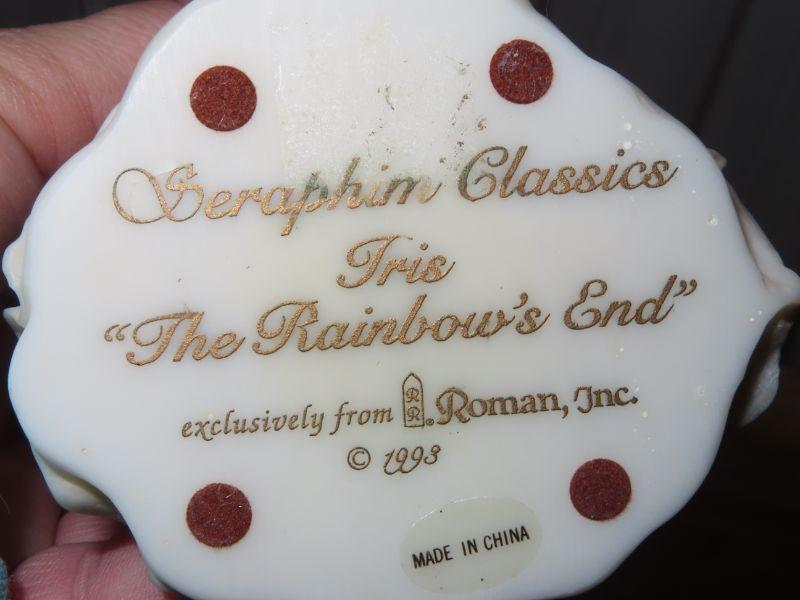 Seraphim Classics
Iris
“The Rainbow’s End”
exclusively from RR ® Roman, Inc.
© 1993
MADE IN CHINA